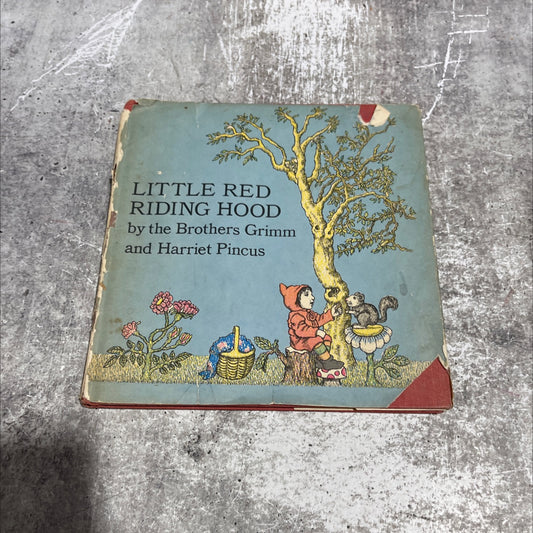 LITTLE RED
RIDING HOOD
by the Brothers Grimm
and Harriet Pincus